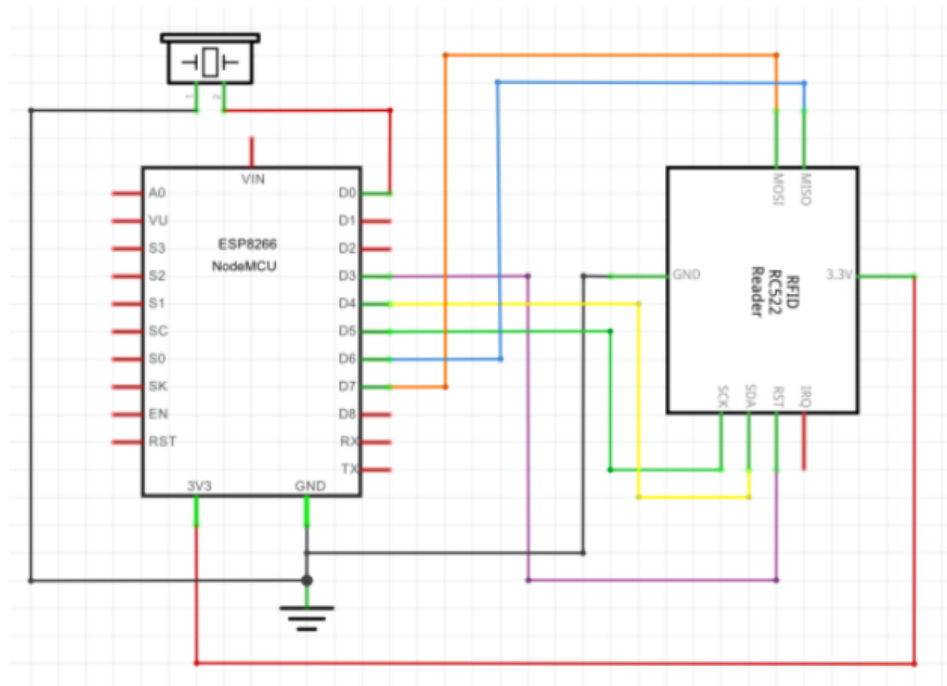 1 2
VIN
MOSI MISO
A0 D0
VU D1
ESP8266
S3 D2
NodeMCU
S2 D3
GND 3.3V
RFID
RC522
Reader
S1 D4
SC D5
S0 D6
SK D7
SCK SDA RST IRQ
EN D8
RST RX
TX
3V3 GND